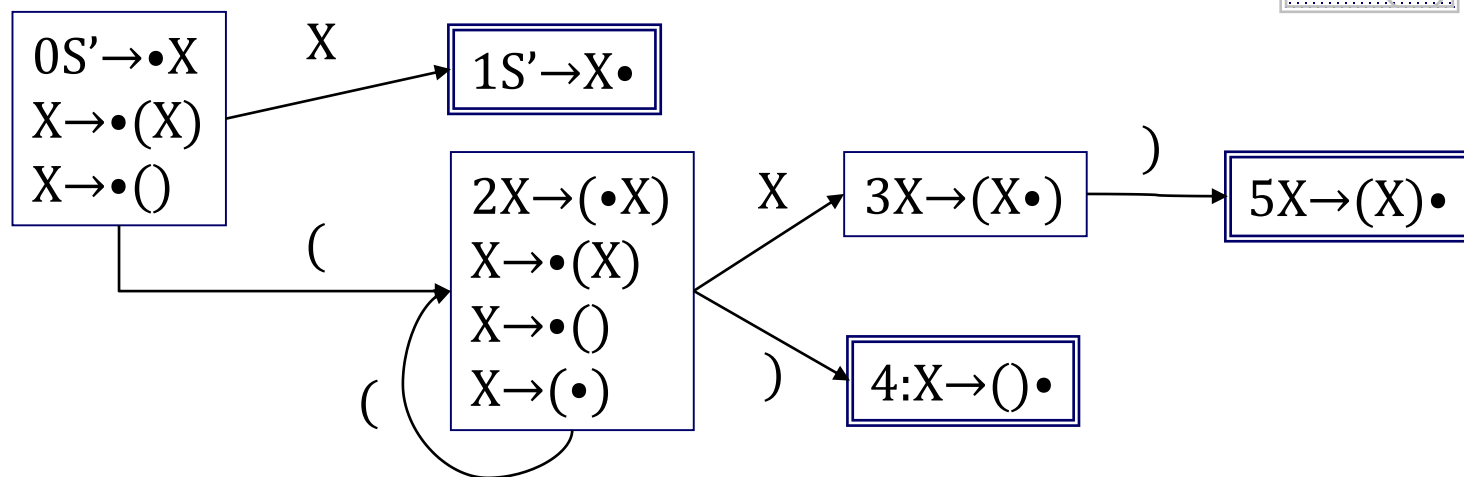 0S’→•X
X→•(X)
X→•()
X
1S’→X•
(
2X→(•X)
X→•(X)
X→•()
X→(•)
(
X
3X→(X•)
)
5X→(X)•
)
4:X→()•